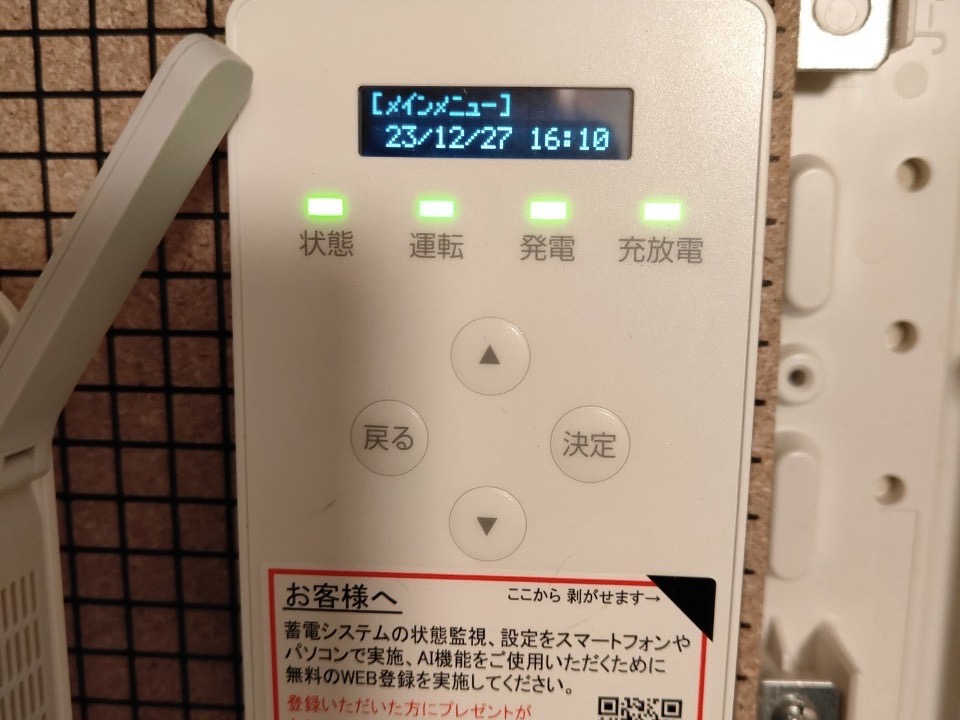 [メインメニュー]
23/12/27 16:10
状態 運転 発電 充放電
▲
戻る 決定
▼
お客様へ ここから 剥がせます→
蓄電システムの状態監視、設定をスマートフォンや
パソコンで実施、AI機能をご使用いただくために
無料のWEB登録を実施してください。
登録いただいた方にプレゼントが